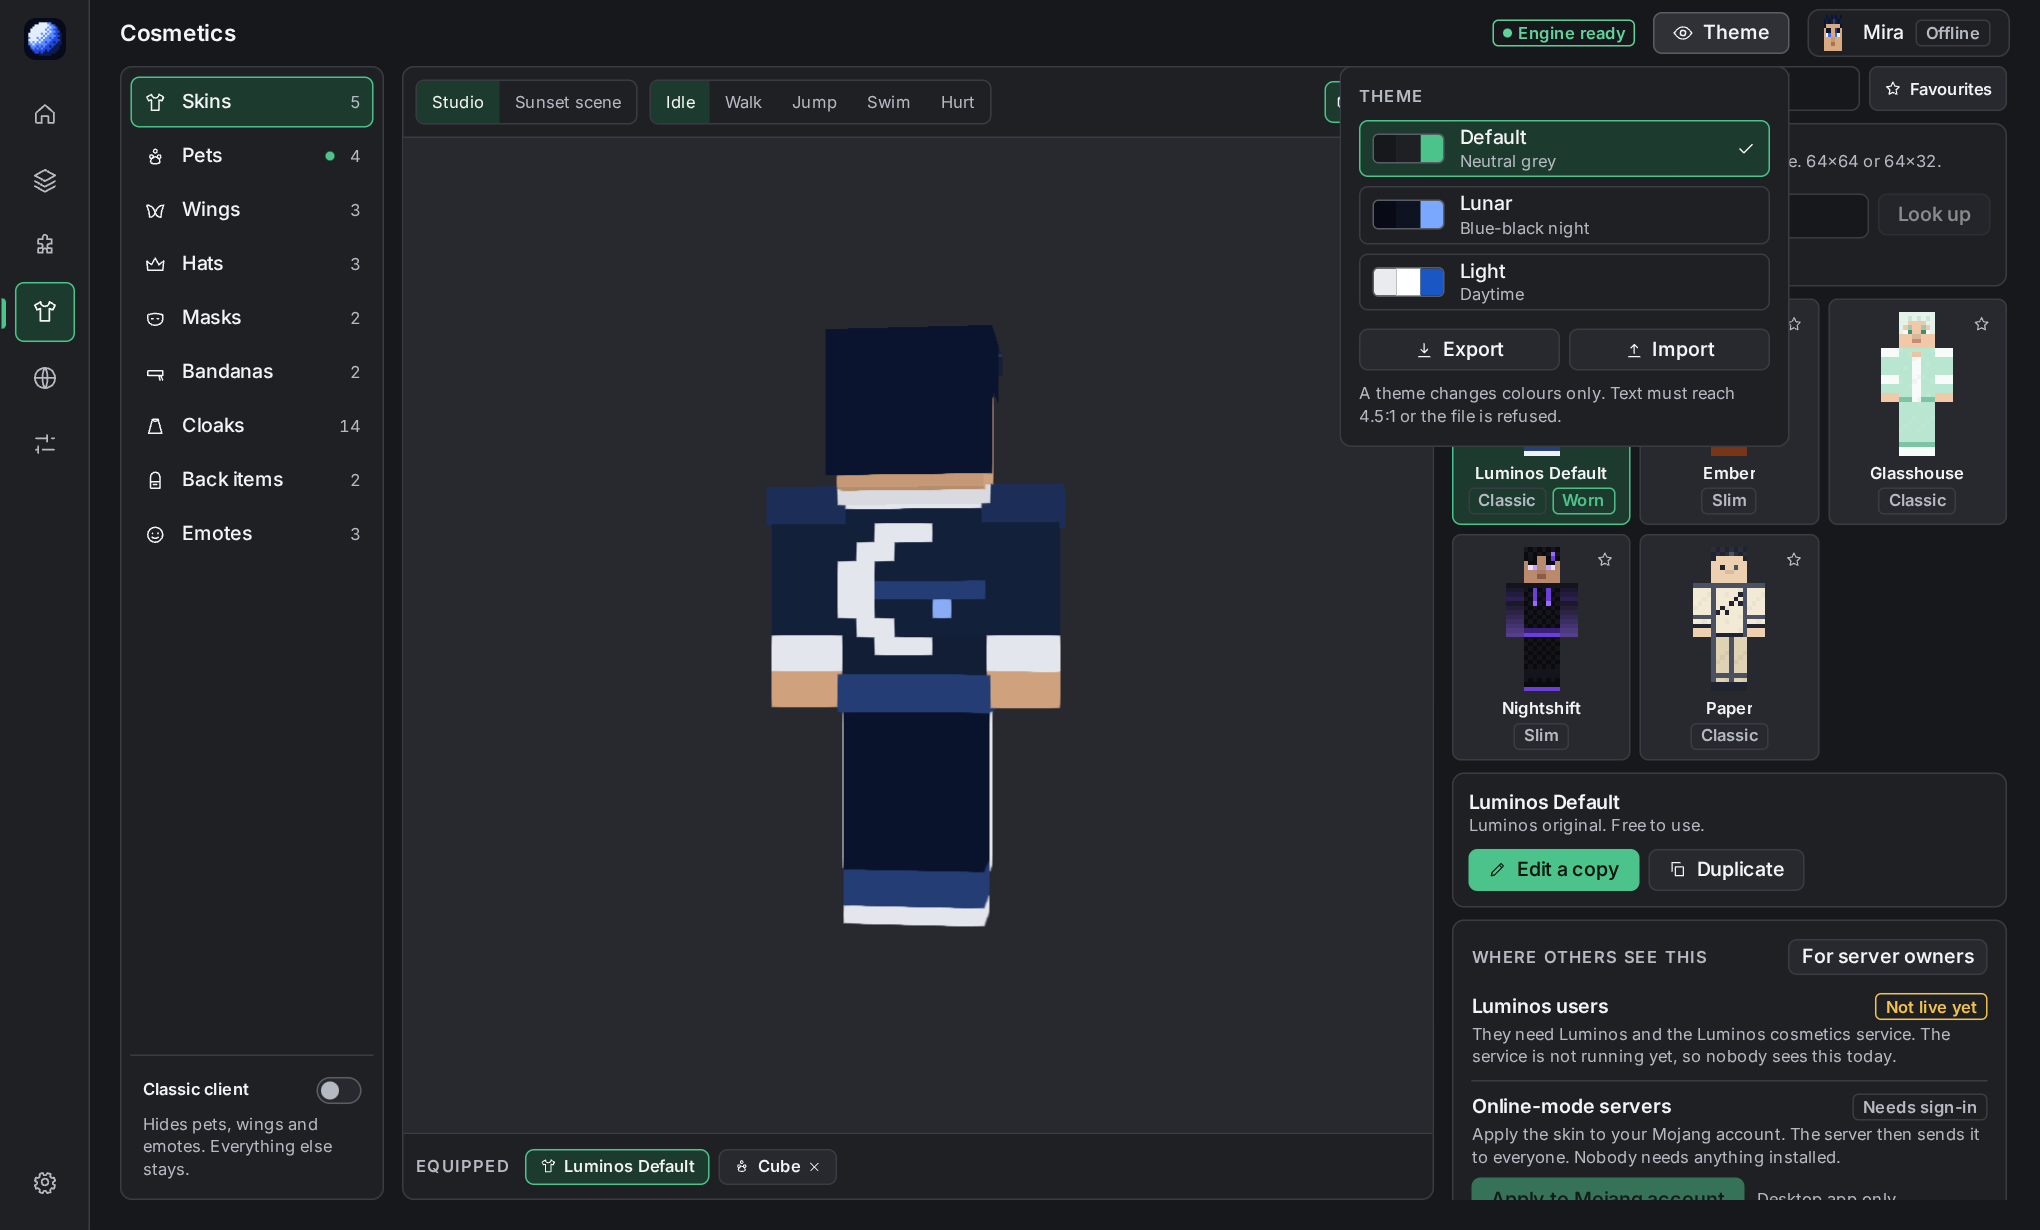 Cosmetics
Engine ready
Theme
Mira
Offline
Skins 5
Pets 4
Wings 3
Hats 3
Masks 2
Bandanas 2
Cloaks 14
Back items 2
Emotes 3
Classic client
Hides pets, wings and
emotes. Everything else
stays.
Studio
Sunset scene
Idle
Walk
Jump
Swim
Hurt
THEME
Default
Neutral grey
Lunar
Blue-black night
Light
Daytime
Export
Import
A theme changes colours only. Text must reach
4.5:1 or the file is refused.
Favourites
64×64 or 64×32.
Look up
Luminos Default
Classic
Worn
Ember
Slim
Glasshouse
Classic
Nightshift
Slim
Paper
Classic
Luminos Default
Luminos original. Free to use.
Edit a copy
Duplicate
WHERE OTHERS SEE THIS
For server owners
Luminos users
Not live yet
They need Luminos and the Luminos cosmetics service. The
service is not running yet, so nobody sees this today.
Online-mode servers
Needs sign-in
Apply the skin to your Mojang account. The server then sends it
to everyone. Nobody needs anything installed.
Apply to Mojang account
Desktop app only
EQUIPPED
Luminos Default
Cube